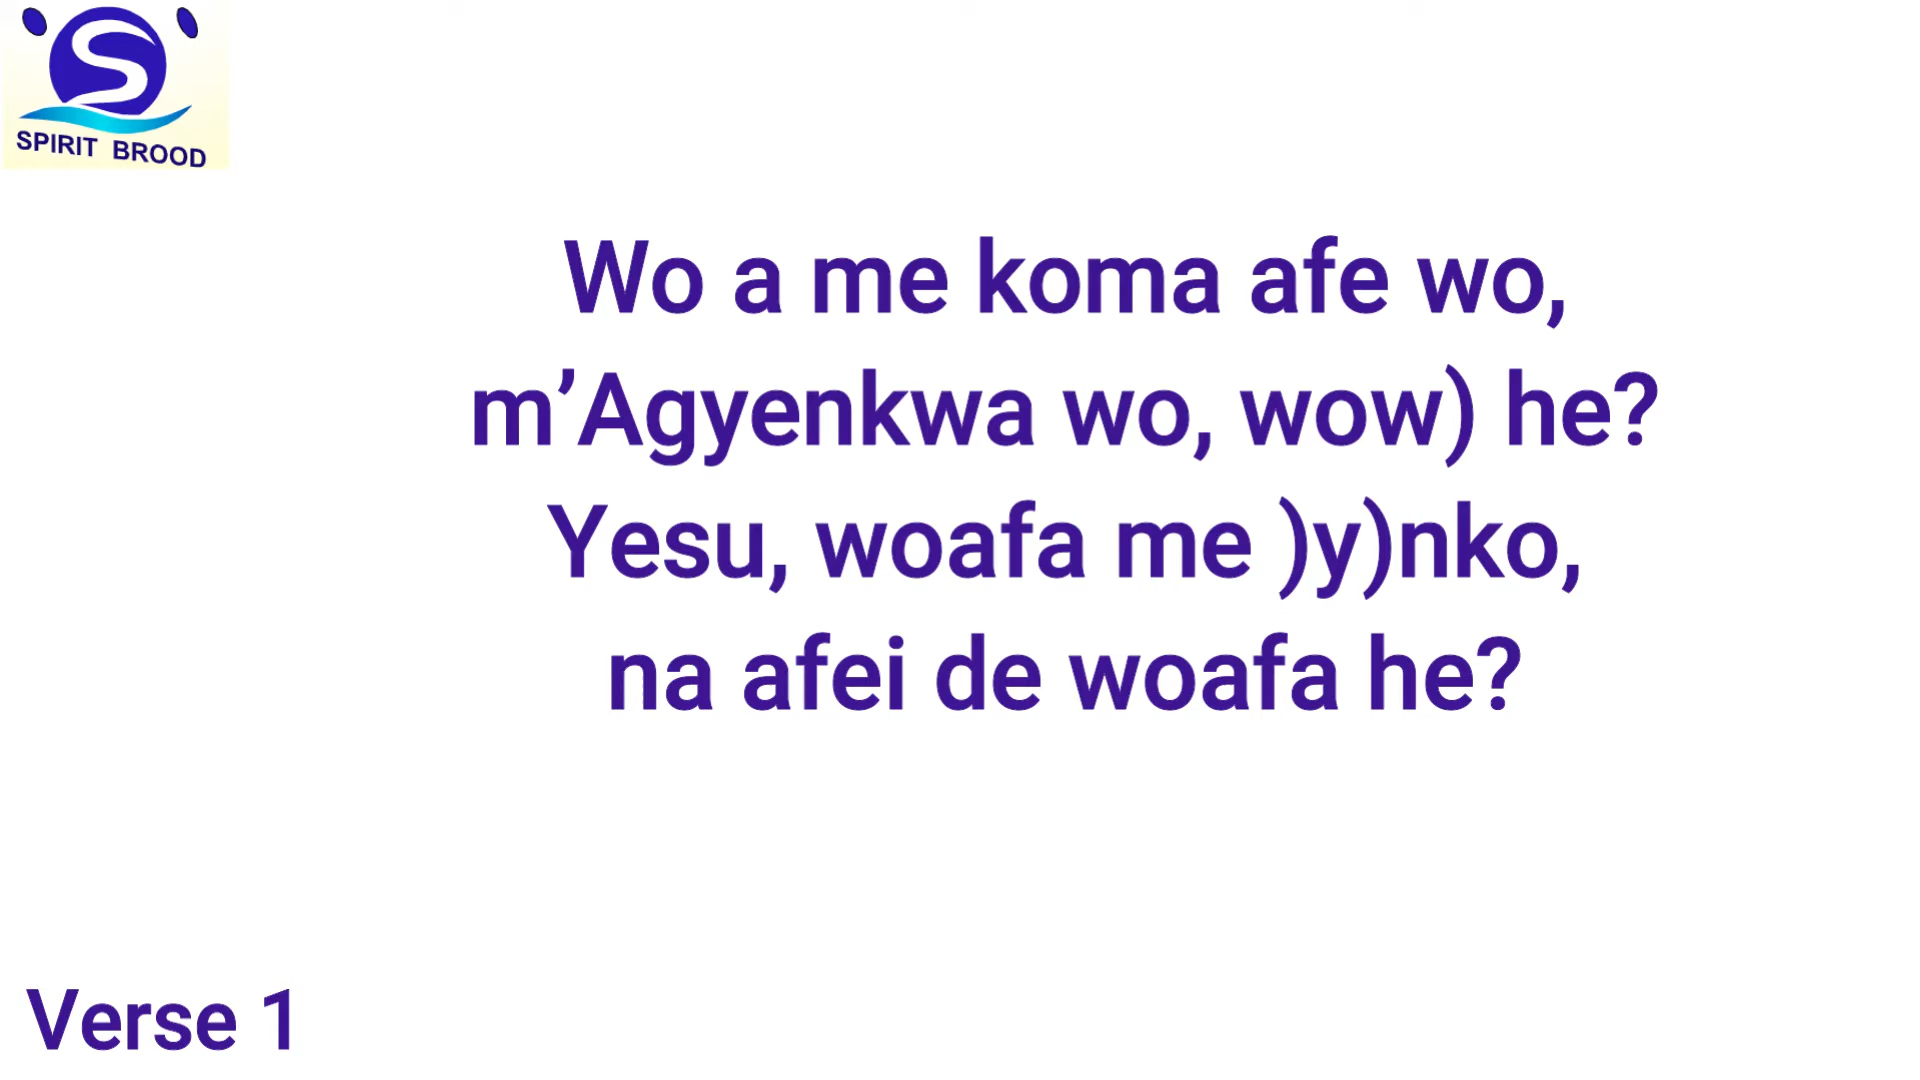 S
SPIRIT BROOD
Wo a me koma afe wo,
m’Agyenkwa wo, wow) he?
Yesu, woafa me )y)nko,
na afei de woafa he?
Verse 1